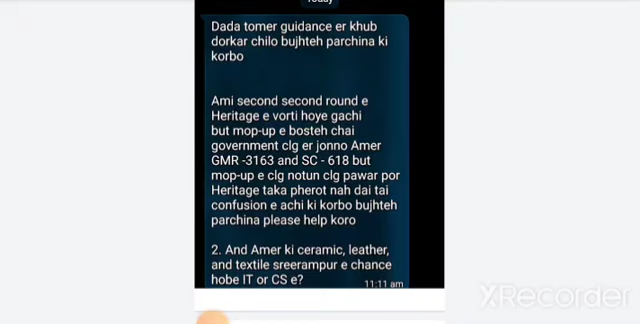 Today
Dada tomer guidance er khub
dorkar chilo bujhteh parchina ki
korbo
Ami second second round e
Heritage e vorti hoye gachi
but mop-up e bosteh chai
government clg er jonno Amer
GMR -3163 and SC - 618 but
mop-up e clg notun clg pawar por
Heritage taka pherot nah dai tai
confusion e achi ki korbo bujhteh
parchina please help koro
2. And Amer ki ceramic, leather,
and textile sreerampur e chance
hobe IT or CS e?
11:11 am
XRecorder